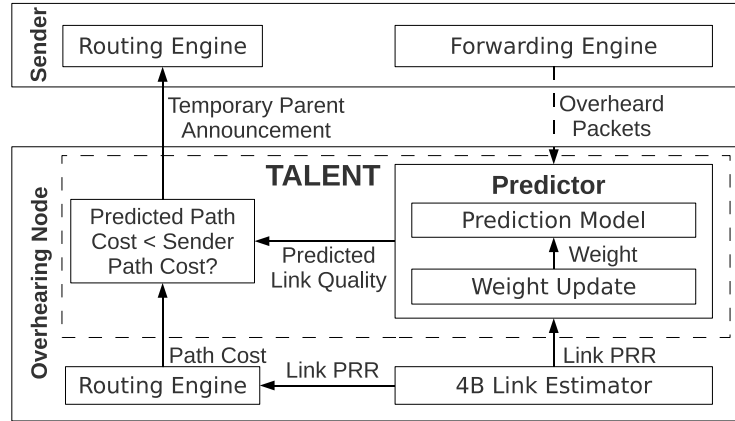 Sender
Routing Engine
Forwarding Engine
Temporary Parent
Announcement
Overheard
Packets
Overhearing Node
TALENT
Predictor
Prediction Model
Weight
Weight Update
Predicted Path
Cost < Sender
Path Cost?
Predicted
Link Quality
Path Cost
Link PRR
Link PRR
Routing Engine
4B Link Estimator